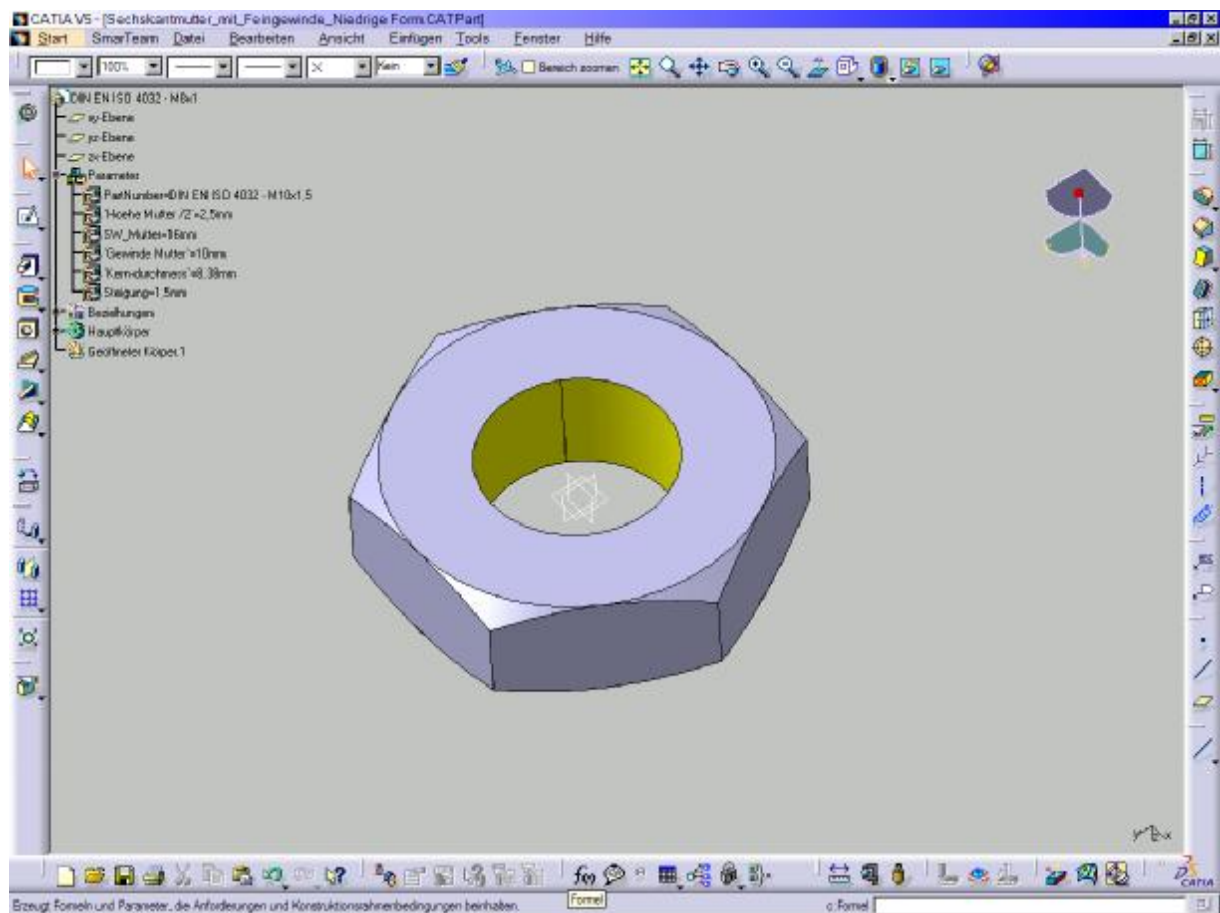 CATIA V5 - [Sechskantmutter_mit_Feingewinde_Niedrige Form.CATPart]
Start SmarTeam Datei Bearbeiten Ansicht Einfügen Tools Fenster Hilfe
100% Kein Bereich zoomen
DIN EN ISO 4032 - M8x1
xy-Ebene
yz-Ebene
zx-Ebene
Parameter
PartNumber=DIN EN ISO 4032 - M10x1,5
'Hoehe Mutter /2'=2,5mm
SW_Mutter=16mm
'Gewinde Mutter'=10mm
'Kern-durchmess'=8,38mm
Steigung=1,5mm
Beziehungen
Hauptkörper
Geöffneter Körper.1
y z x
f(x)
CATIA
Formel
Erzeugt Formeln und Parameter, die Anforderungen und Konstruktionsrahmenbedingungen beinhalten.
c:Formel